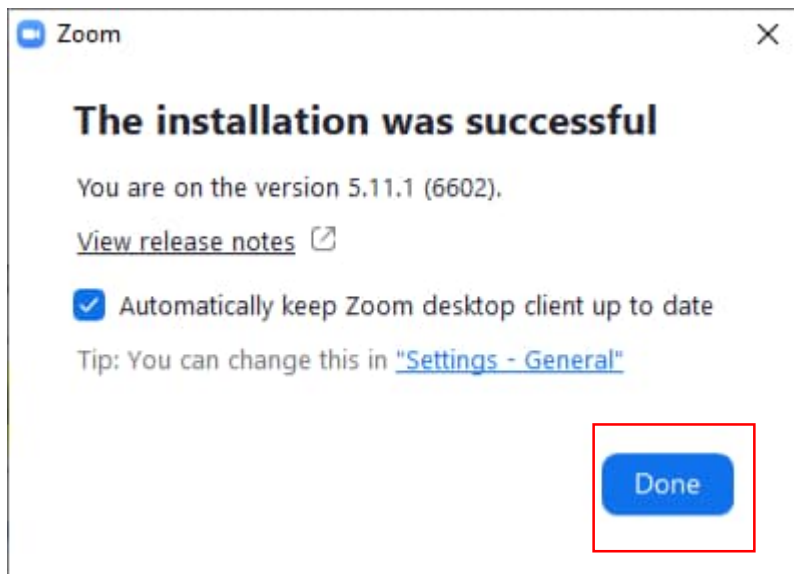 Zoom
The installation was successful
You are on the version 5.11.1 (6602).
View release notes
Automatically keep Zoom desktop client up to date
Tip: You can change this in "Settings - General"
Done